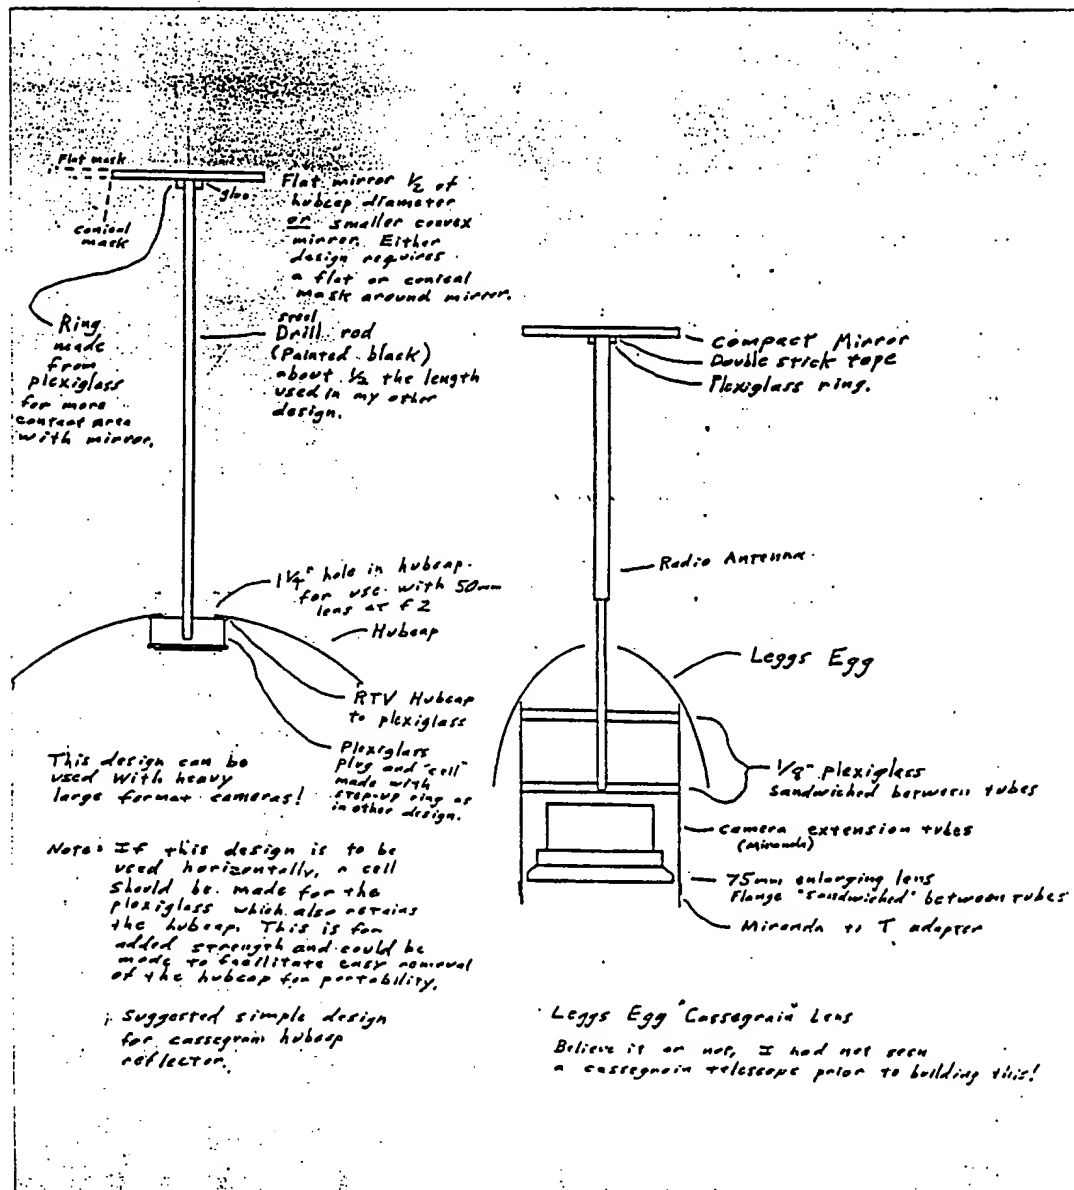 Flat mask
glue
conical
mask
Flat mirror 1/2 of
hubcap diameter
or smaller convex
mirror. Either
design requires
a flat or conical
mask around mirror.
Ring
made
from
plexiglass
for more
contact area
with mirror.
steel
Drill rod
(Painted black)
about 1/2 the length
used in my other
design.
1 1/4" hole in hubcap
for use with 50mm
lens at f2
Hubcap
RTV Hubcap
to plexiglass
Plexiglass
plug and "cell"
made with
step-up ring as
in other design.
This design can be
used with heavy
large format cameras!
Note: If this design is to be
used horizontally, a cell
should be made for the
plexiglass which also retains
the hubcap. This is for
added strength and could be
made to facilitate easy removal
of the hubcap for portability.
Suggested simple design
for cassegrain hubcap
reflector.
compact Mirror
Double stick tape
Plexiglass ring.
Radio Antenna
Leggs Egg
1/8" plexiglass
Sandwiched between tubes
camera extension tubes
(Miranda)
75mm enlarging lens
Flange "sandwiched" between tubes
Miranda to T adapter
Leggs Egg "Cassegrain" Lens
Believe it or not, I had not seen
a cassegrain telescope prior to building this!